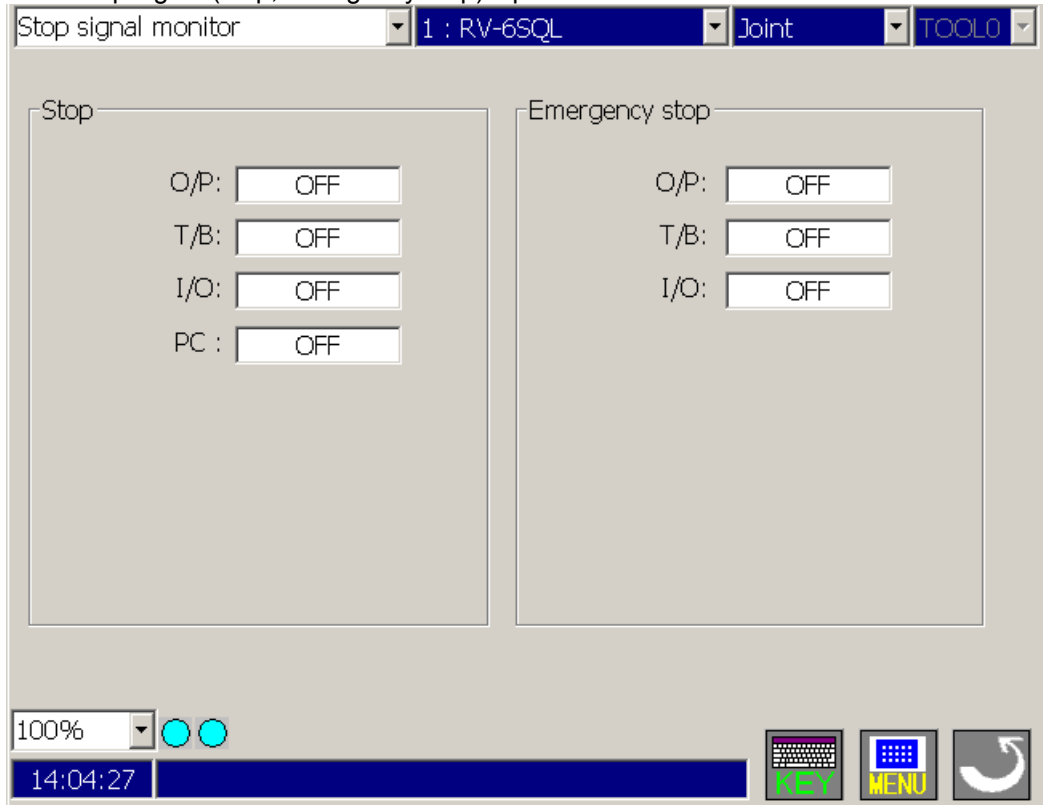 Stop signal monitor 1 : RV-6SQL Joint TOOL0
Stop Emergency stop
O/P: OFF O/P: OFF
T/B: OFF T/B: OFF
I/O: OFF I/O: OFF
PC : OFF
100%
14:04:27 KEY MENU